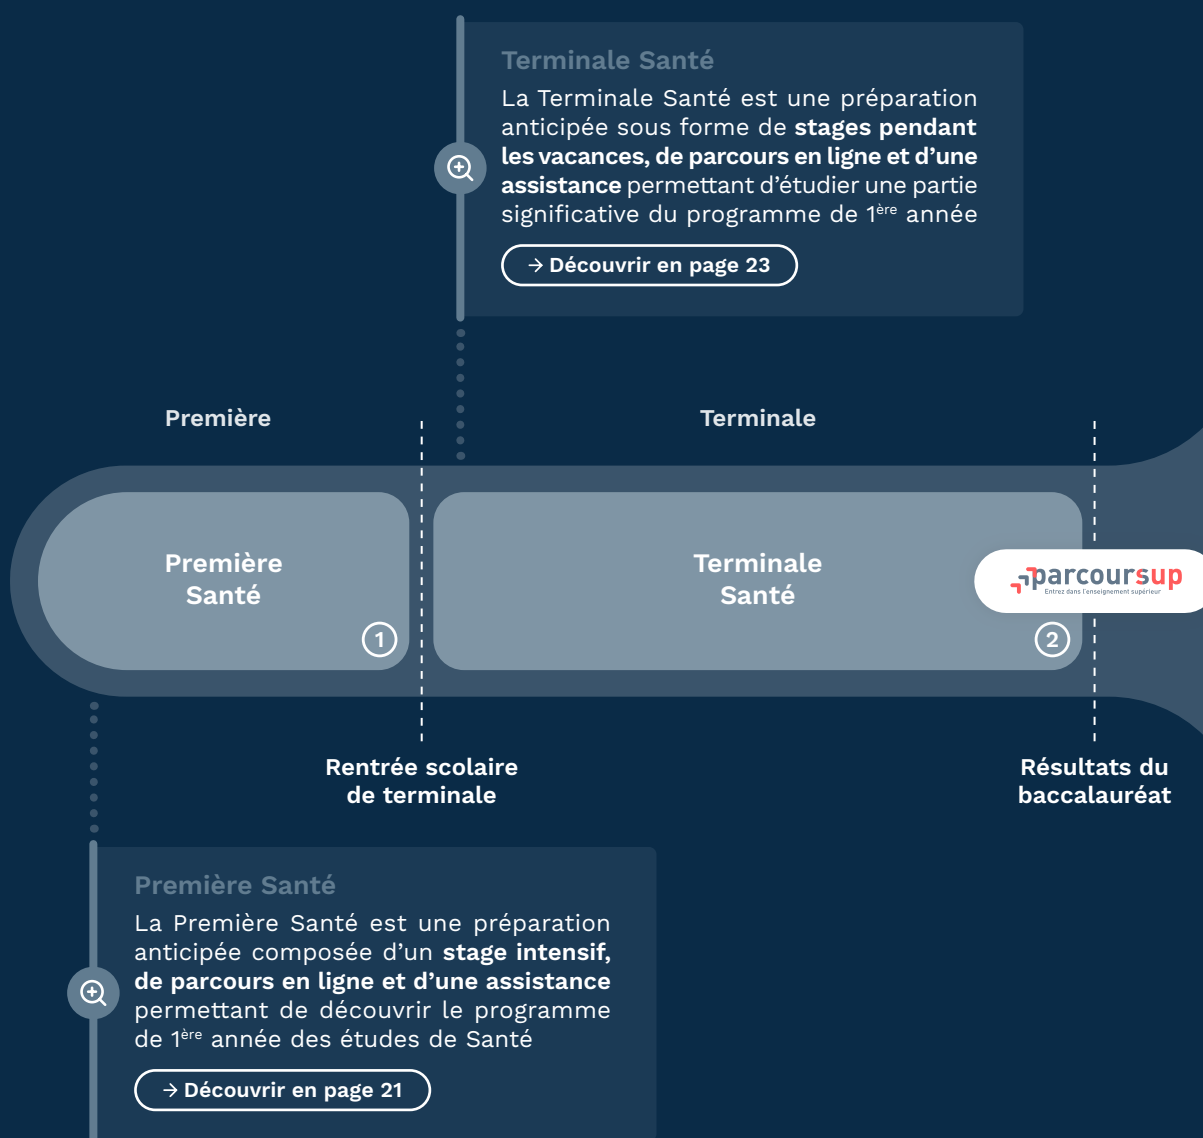 Terminale Santé
La Terminale Santé est une préparation
anticipée sous forme de stages pendant
les vacances, de parcours en ligne et d’une
assistance permettant d’étudier une partie
significative du programme de 1ère année
→ Découvrir en page 23
Première
Terminale
Première
Santé
1
Terminale
Santé
2
parcoursup
Entrez dans l'enseignement supérieur
Rentrée scolaire
de terminale
Résultats du
baccalauréat
Première Santé
La Première Santé est une préparation
anticipée composée d’un stage intensif,
de parcours en ligne et d’une assistance
permettant de découvrir le programme
de 1ère année des études de Santé
→ Découvrir en page 21